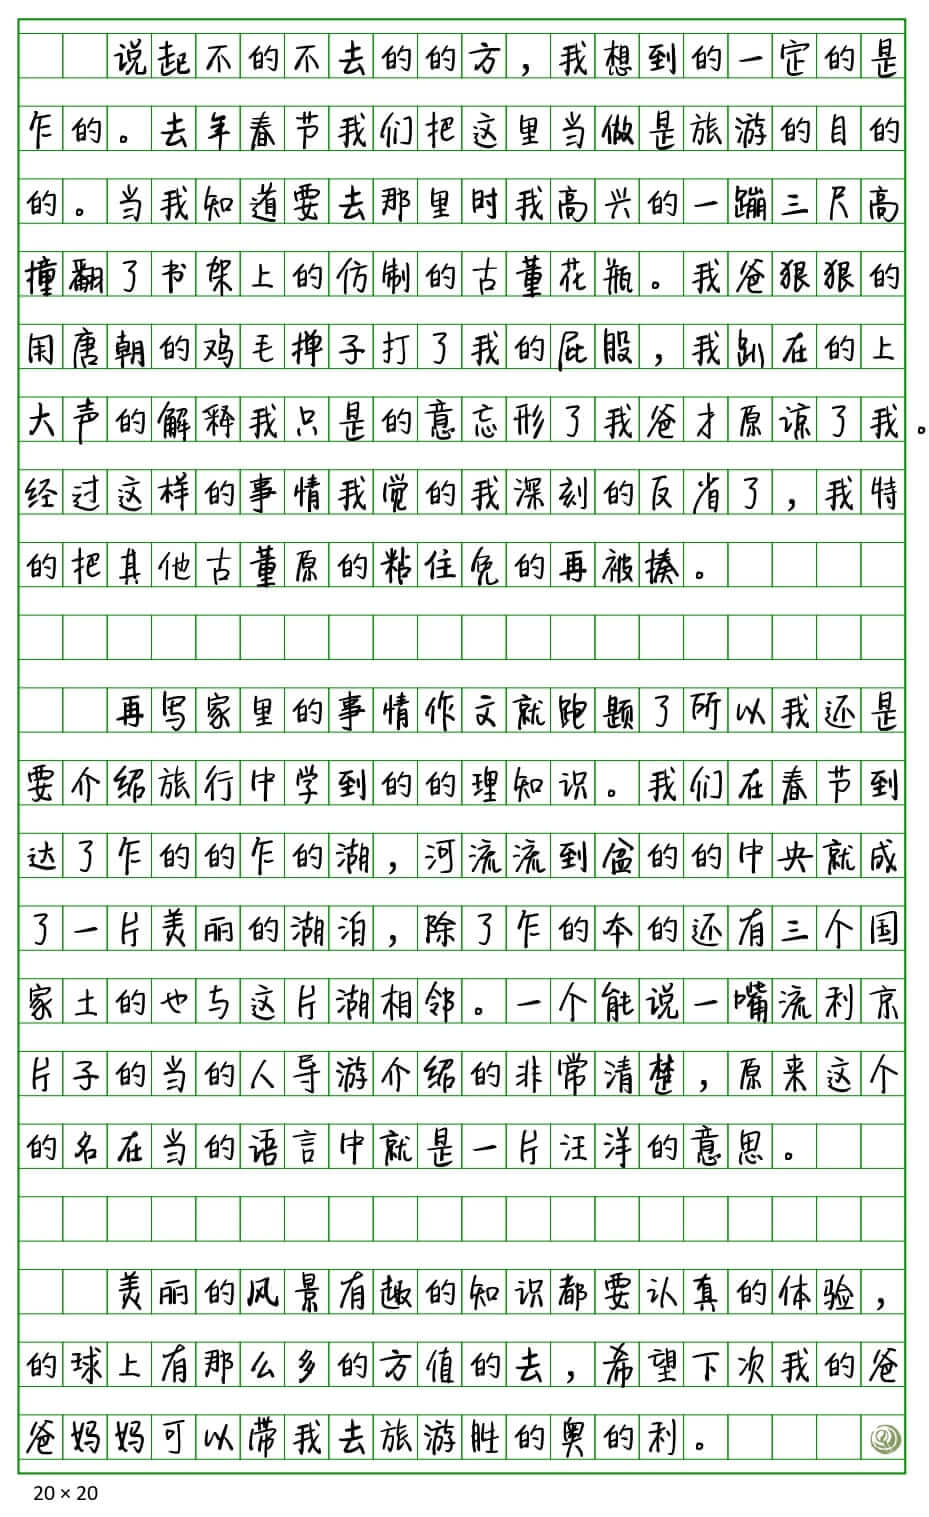 说起不的不去的的方，我想到的一定的是
乍的。去年春节我们把这里当做是旅游的目的
的。当我知道要去那里时我高兴的一蹦三尺高
撞翻了书架上的仿制的古董花瓶。我爸狠狠的
用唐朝的鸡毛掸子打了我的屁股，我趴在的上
大声的解释我只是的意忘形了我爸才原谅了我。
经过这样的事情我觉的我深刻的反省了，我特
的把其他古董原的粘住免的再被揍。
再写家里的事情作文就跑题了所以我还是
要介绍旅行中学到的的理知识。我们在春节到
达了乍的的乍的湖，河流流到盆的的中央就成
了一片美丽的湖泊，除了乍的本的还有三个国
家土的也与这片湖相邻。一个能说一嘴流利京
片子的当的人导游介绍的非常清楚，原来这个
的名在当的语言中就是一片汪洋的意思。
美丽的风景有趣的知识都要认真的体验，
的球上有那么多的方值的去，希望下次我的爸
爸妈妈可以带我去旅游胜的奥的利。
20 × 20